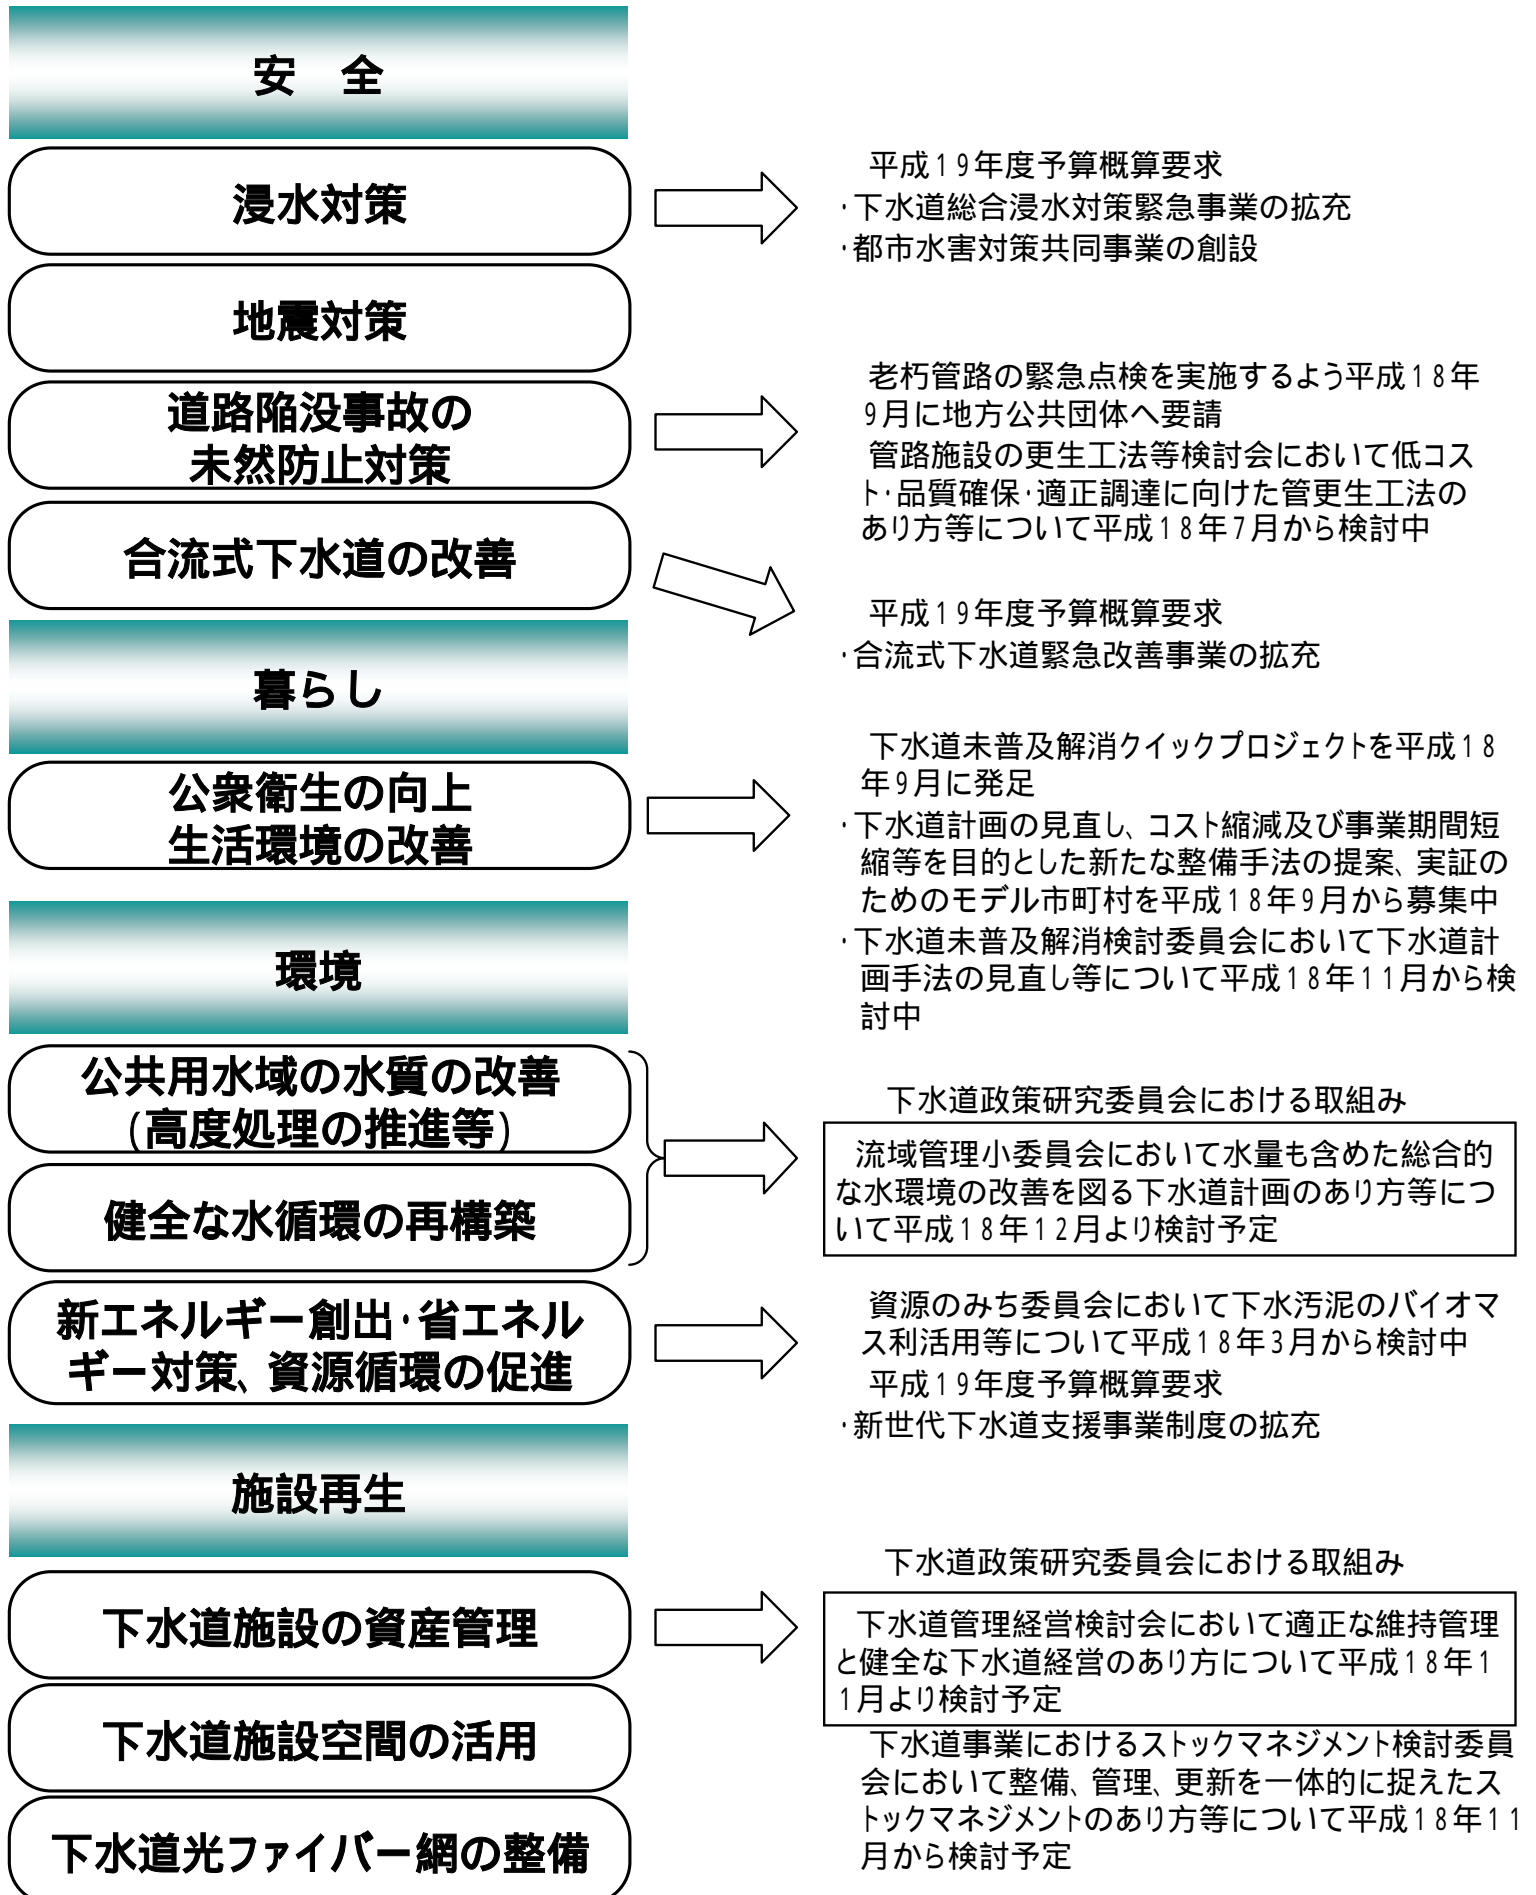 安　全
浸水対策
平成19年度予算概算要求
・下水道総合浸水対策緊急事業の拡充
・都市水害対策共同事業の創設
地震対策
道路陥没事故の
未然防止対策
老朽管路の緊急点検を実施するよう平成18年
9月に地方公共団体へ要請
管路施設の更生工法等検討会において低コス
ト・品質確保・適正調達に向けた管更生工法の
あり方等について平成18年7月から検討中
合流式下水道の改善
平成19年度予算概算要求
・合流式下水道緊急改善事業の拡充
暮らし
公衆衛生の向上
生活環境の改善
下水道未普及解消クイックプロジェクトを平成18
年9月に発足
・下水道計画の見直し、コスト縮減及び事業期間短
縮等を目的とした新たな整備手法の提案、実証の
ためのモデル市町村を平成18年9月から募集中
・下水道未普及解消検討委員会において下水道計
画手法の見直し等について平成18年11月から検
討中
環境
公共用水域の水質の改善
(高度処理の推進等)
健全な水循環の再構築
下水道政策研究委員会における取組み
流域管理小委員会において水量も含めた総合的
な水環境の改善を図る下水道計画のあり方等につ
いて平成18年12月より検討予定
新エネルギー創出・省エネル
ギー対策、資源循環の促進
資源のみち委員会において下水汚泥のバイオマ
ス利活用等について平成18年3月から検討中
平成19年度予算概算要求
・新世代下水道支援事業制度の拡充
施設再生
下水道施設の資産管理
下水道政策研究委員会における取組み
下水道管理経営検討会において適正な維持管理
と健全な下水道経営のあり方について平成18年1
1月より検討予定
下水道事業におけるストックマネジメント検討委員
会において整備、管理、更新を一体的に捉えたス
トックマネジメントのあり方等について平成18年11
月から検討予定
下水道施設空間の活用
下水道光ファイバー網の整備